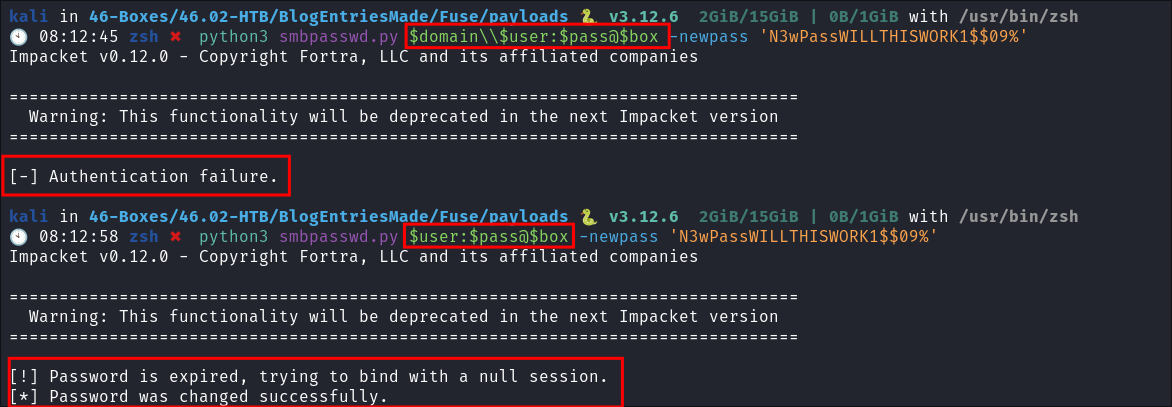 kali in 46-Boxes/46.02-HTB/BlogEntriesMade/Fuse/payloads 🐍 v3.12.6 2GiB/15GiB | 0B/1GiB with /usr/bin/zsh
🕙 08:12:45 zsh ✖ python3 smbpasswd.py $domain\\$user:$pass@$box -newpass 'N3wPassWILLTHISWORK1$$09%'
Impacket v0.12.0 - Copyright Fortra, LLC and its affiliated companies
===============================================================================
Warning: This functionality will be deprecated in the next Impacket version
===============================================================================
[-] Authentication failure.
kali in 46-Boxes/46.02-HTB/BlogEntriesMade/Fuse/payloads 🐍 v3.12.6 2GiB/15GiB | 0B/1GiB with /usr/bin/zsh
🕙 08:12:58 zsh ✖ python3 smbpasswd.py $user:$pass@$box -newpass 'N3wPassWILLTHISWORK1$$09%'
Impacket v0.12.0 - Copyright Fortra, LLC and its affiliated companies
===============================================================================
Warning: This functionality will be deprecated in the next Impacket version
===============================================================================
[!] Password is expired, trying to bind with a null session.
[*] Password was changed successfully.